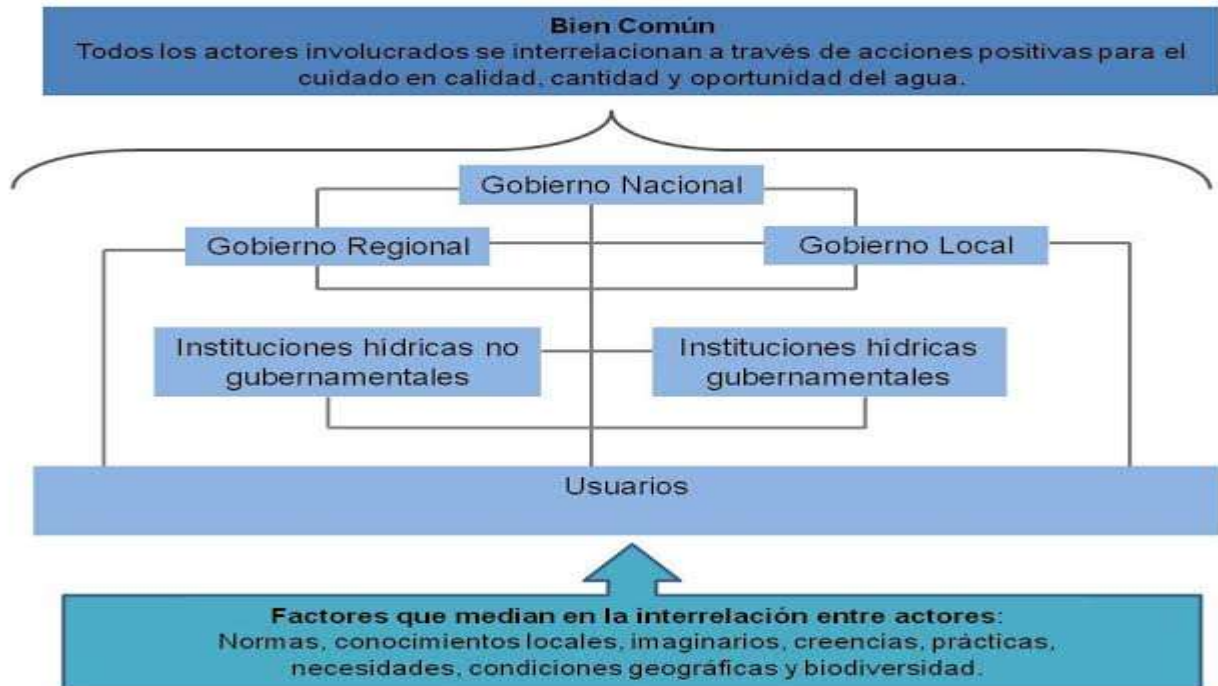 Bien Común
Todos los actores involucrados se interrelacionan a través de acciones positivas para el
cuidado en calidad, cantidad y oportunidad del agua.
Gobierno Nacional
Gobierno Regional
Gobierno Local
Instituciones hídricas no
gubernamentales
Instituciones hídricas
gubernamentales
Usuarios
Factores que median en la interrelación entre actores:
Normas, conocimientos locales, imaginarios, creencias, prácticas,
necesidades, condiciones geográficas y biodiversidad.